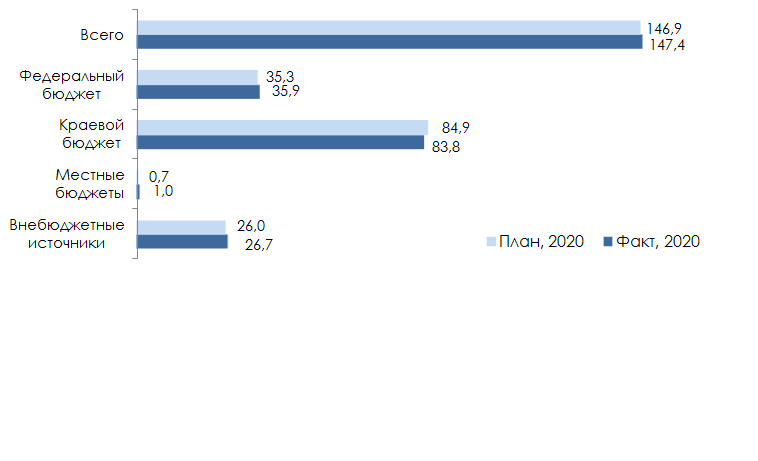 Всего
146,9
147,4
Федеральный
бюджет
35,3
35,9
Краевой
бюджет
84,9
83,8
Местные
бюджеты
0,7
1,0
Внебюджетные
источники
26,0
26,7
План, 2020
Факт, 2020